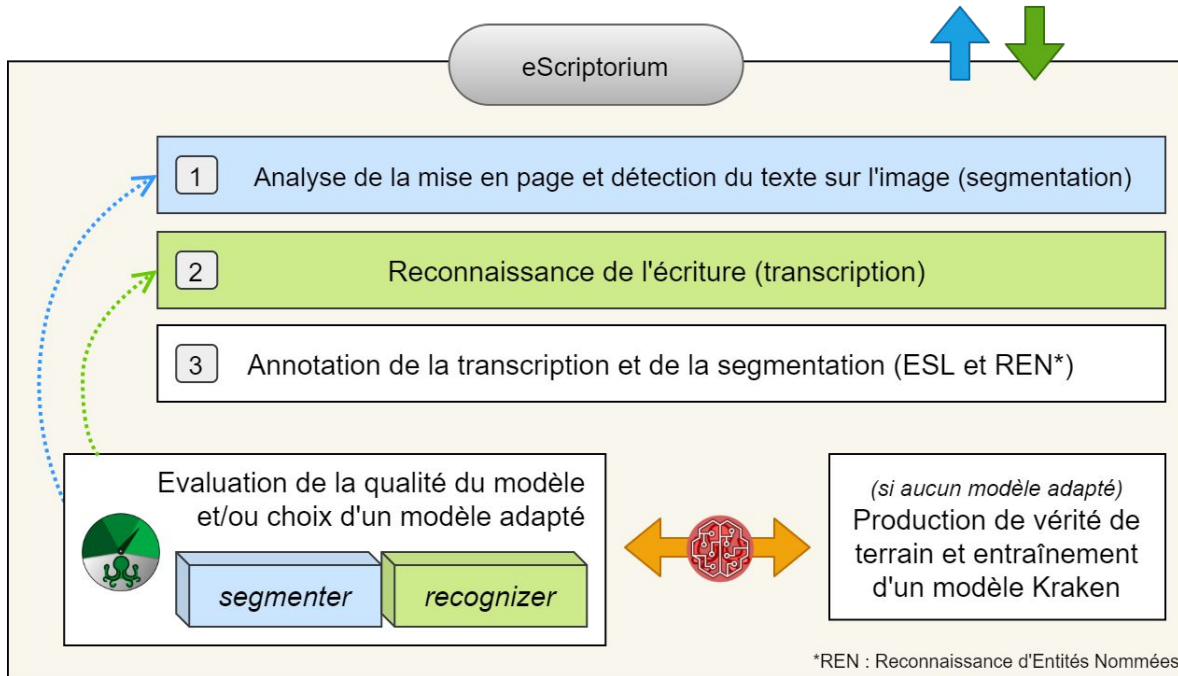 eScriptorium
1 Analyse de la mise en page et détection du texte sur l'image (segmentation)
2 Reconnaissance de l'écriture (transcription)
3 Annotation de la transcription et de la segmentation (ESL et REN*)
Evaluation de la qualité du modèle
et/ou choix d'un modèle adapté
segmenter recognizer
(si aucun modèle adapté)
Production de vérité de
terrain et entraînement
d'un modèle Kraken
*REN : Reconnaissance d'Entités Nommées